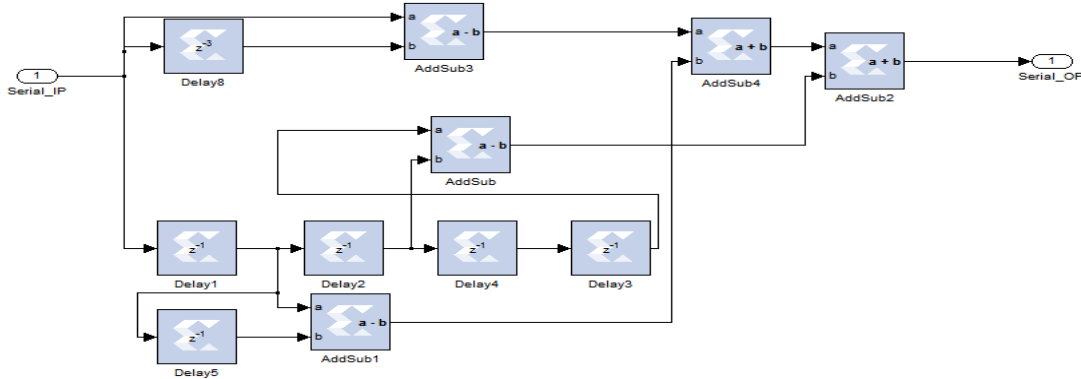 a
b
a - b
AddSub3
z-3
Delay8
1
Serial_IP
a
b
a + b
AddSub4
a
b
a + b
AddSub2
1
Serial_OP
a
b
a - b
AddSub
z-1
Delay1
z-1
Delay2
z-1
Delay4
z-1
Delay3
a
b
a - b
AddSub1
z-1
Delay5